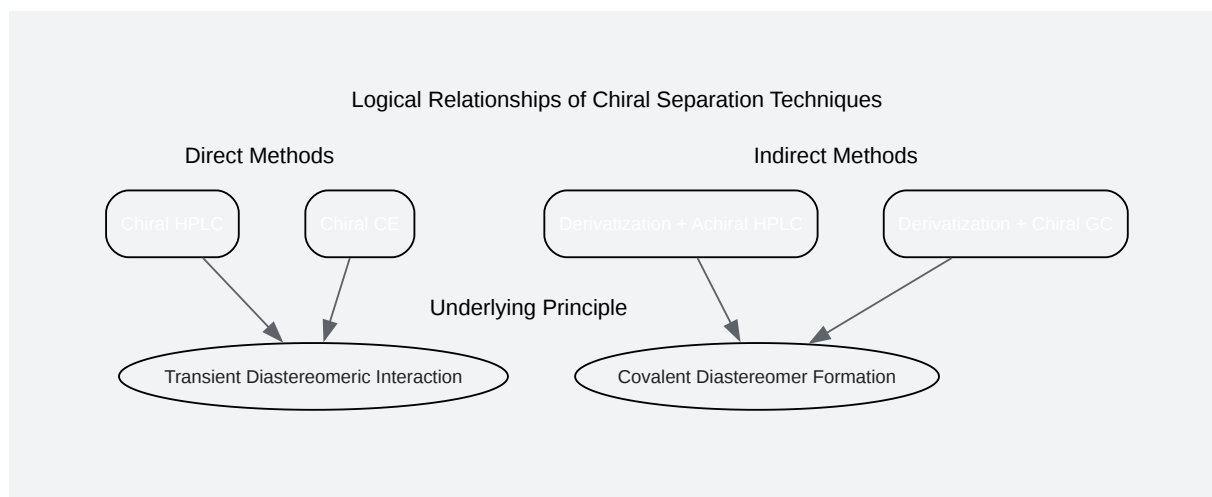 Logical Relationships of Chiral Separation Techniques
Direct Methods
Indirect Methods
Chiral HPLC
Chiral CE
Derivatization + Achiral HPLC
Derivatization + Chiral GC
Underlying Principle
Transient Diastereomeric Interaction
Covalent Diastereomer Formation